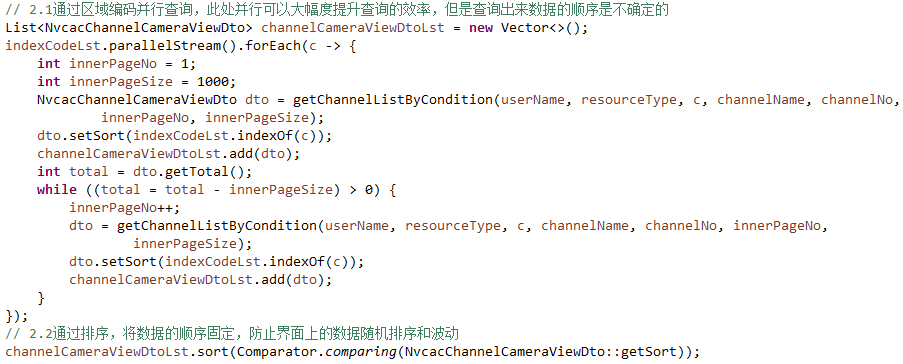 // 2.1通过区域编码并行查询，此处并行可以大幅度提升查询的效率，但是查询出来数据的顺序是不确定的
List<NvcacChannelCameraViewDto> channelCameraViewDtoLst = new Vector<>();
indexCodeLst.parallelStream().forEach(c -> {
    int innerPageNo = 1;
    int innerPageSize = 1000;
    NvcacChannelCameraViewDto dto = getChannelListByCondition(userName, resourceType, c, channelName, channelNo,
            innerPageNo, innerPageSize);
    dto.setSort(indexCodeLst.indexOf(c));
    channelCameraViewDtoLst.add(dto);
    int total = dto.getTotal();
    while ((total = total - innerPageSize) > 0) {
        innerPageNo++;
        dto = getChannelListByCondition(userName, resourceType, c, channelName, channelNo, innerPageNo,
                innerPageSize);
        dto.setSort(indexCodeLst.indexOf(c));
        channelCameraViewDtoLst.add(dto);
    }
});
// 2.2通过排序，将数据的顺序固定，防止界面上的数据随机排序和波动
channelCameraViewDtoLst.sort(Comparator.comparing(NvcacChannelCameraViewDto::getSort));